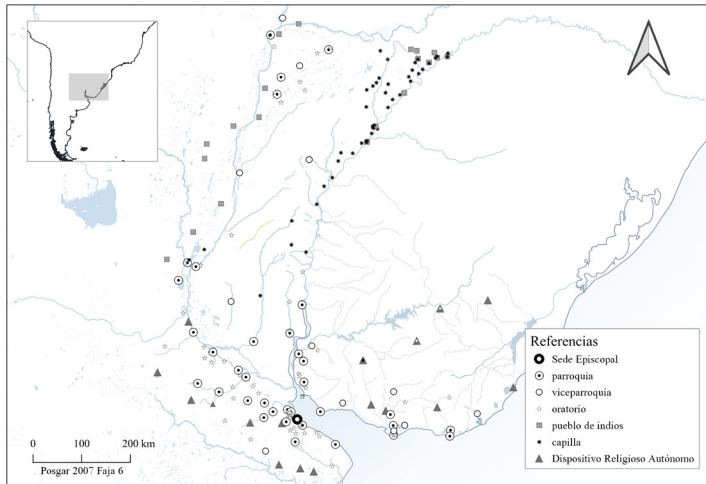 Referencias
Sede Episcopal
parroquia
viceparroquia
oratorio
pueblo de indios
capilla
Dispositivo Religioso Autónomo
0 100 200 km
Posgar 2007 Faja 6